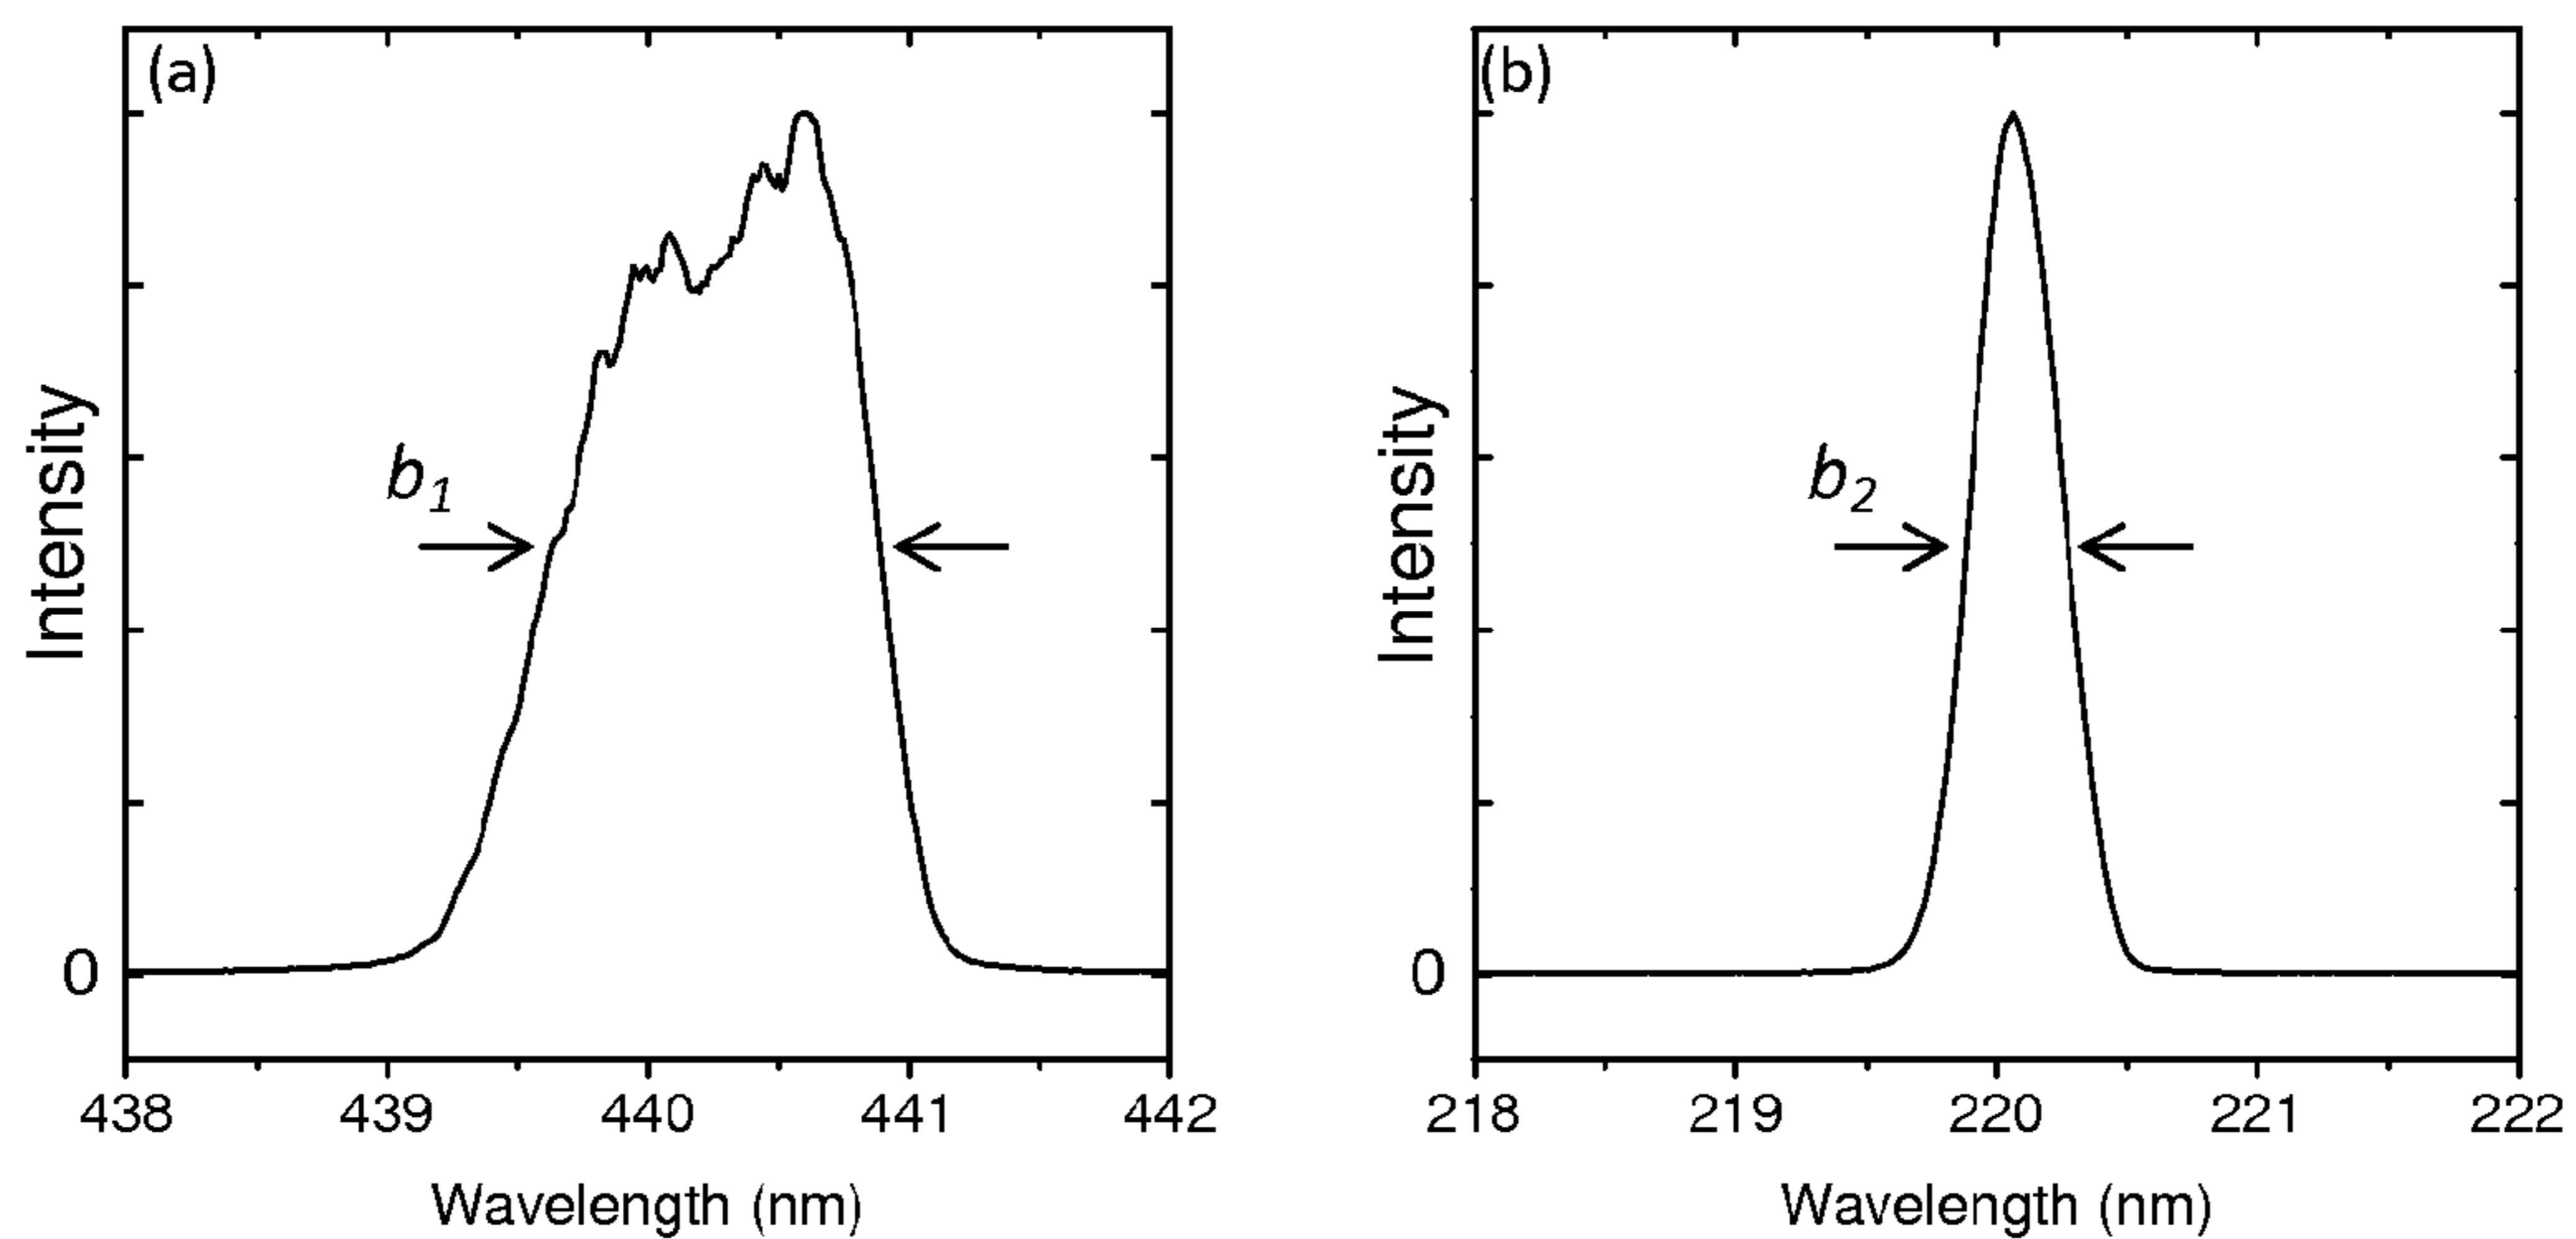 (a)
Intensity
b1
0
438 439 440 441 442
Wavelength (nm)
(b)
Intensity
b2
0
218 219 220 221 222
Wavelength (nm)